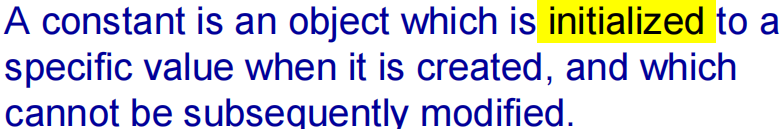 A constant is an object which is initialized to a
specific value when it is created, and which
cannot be subsequently modified.